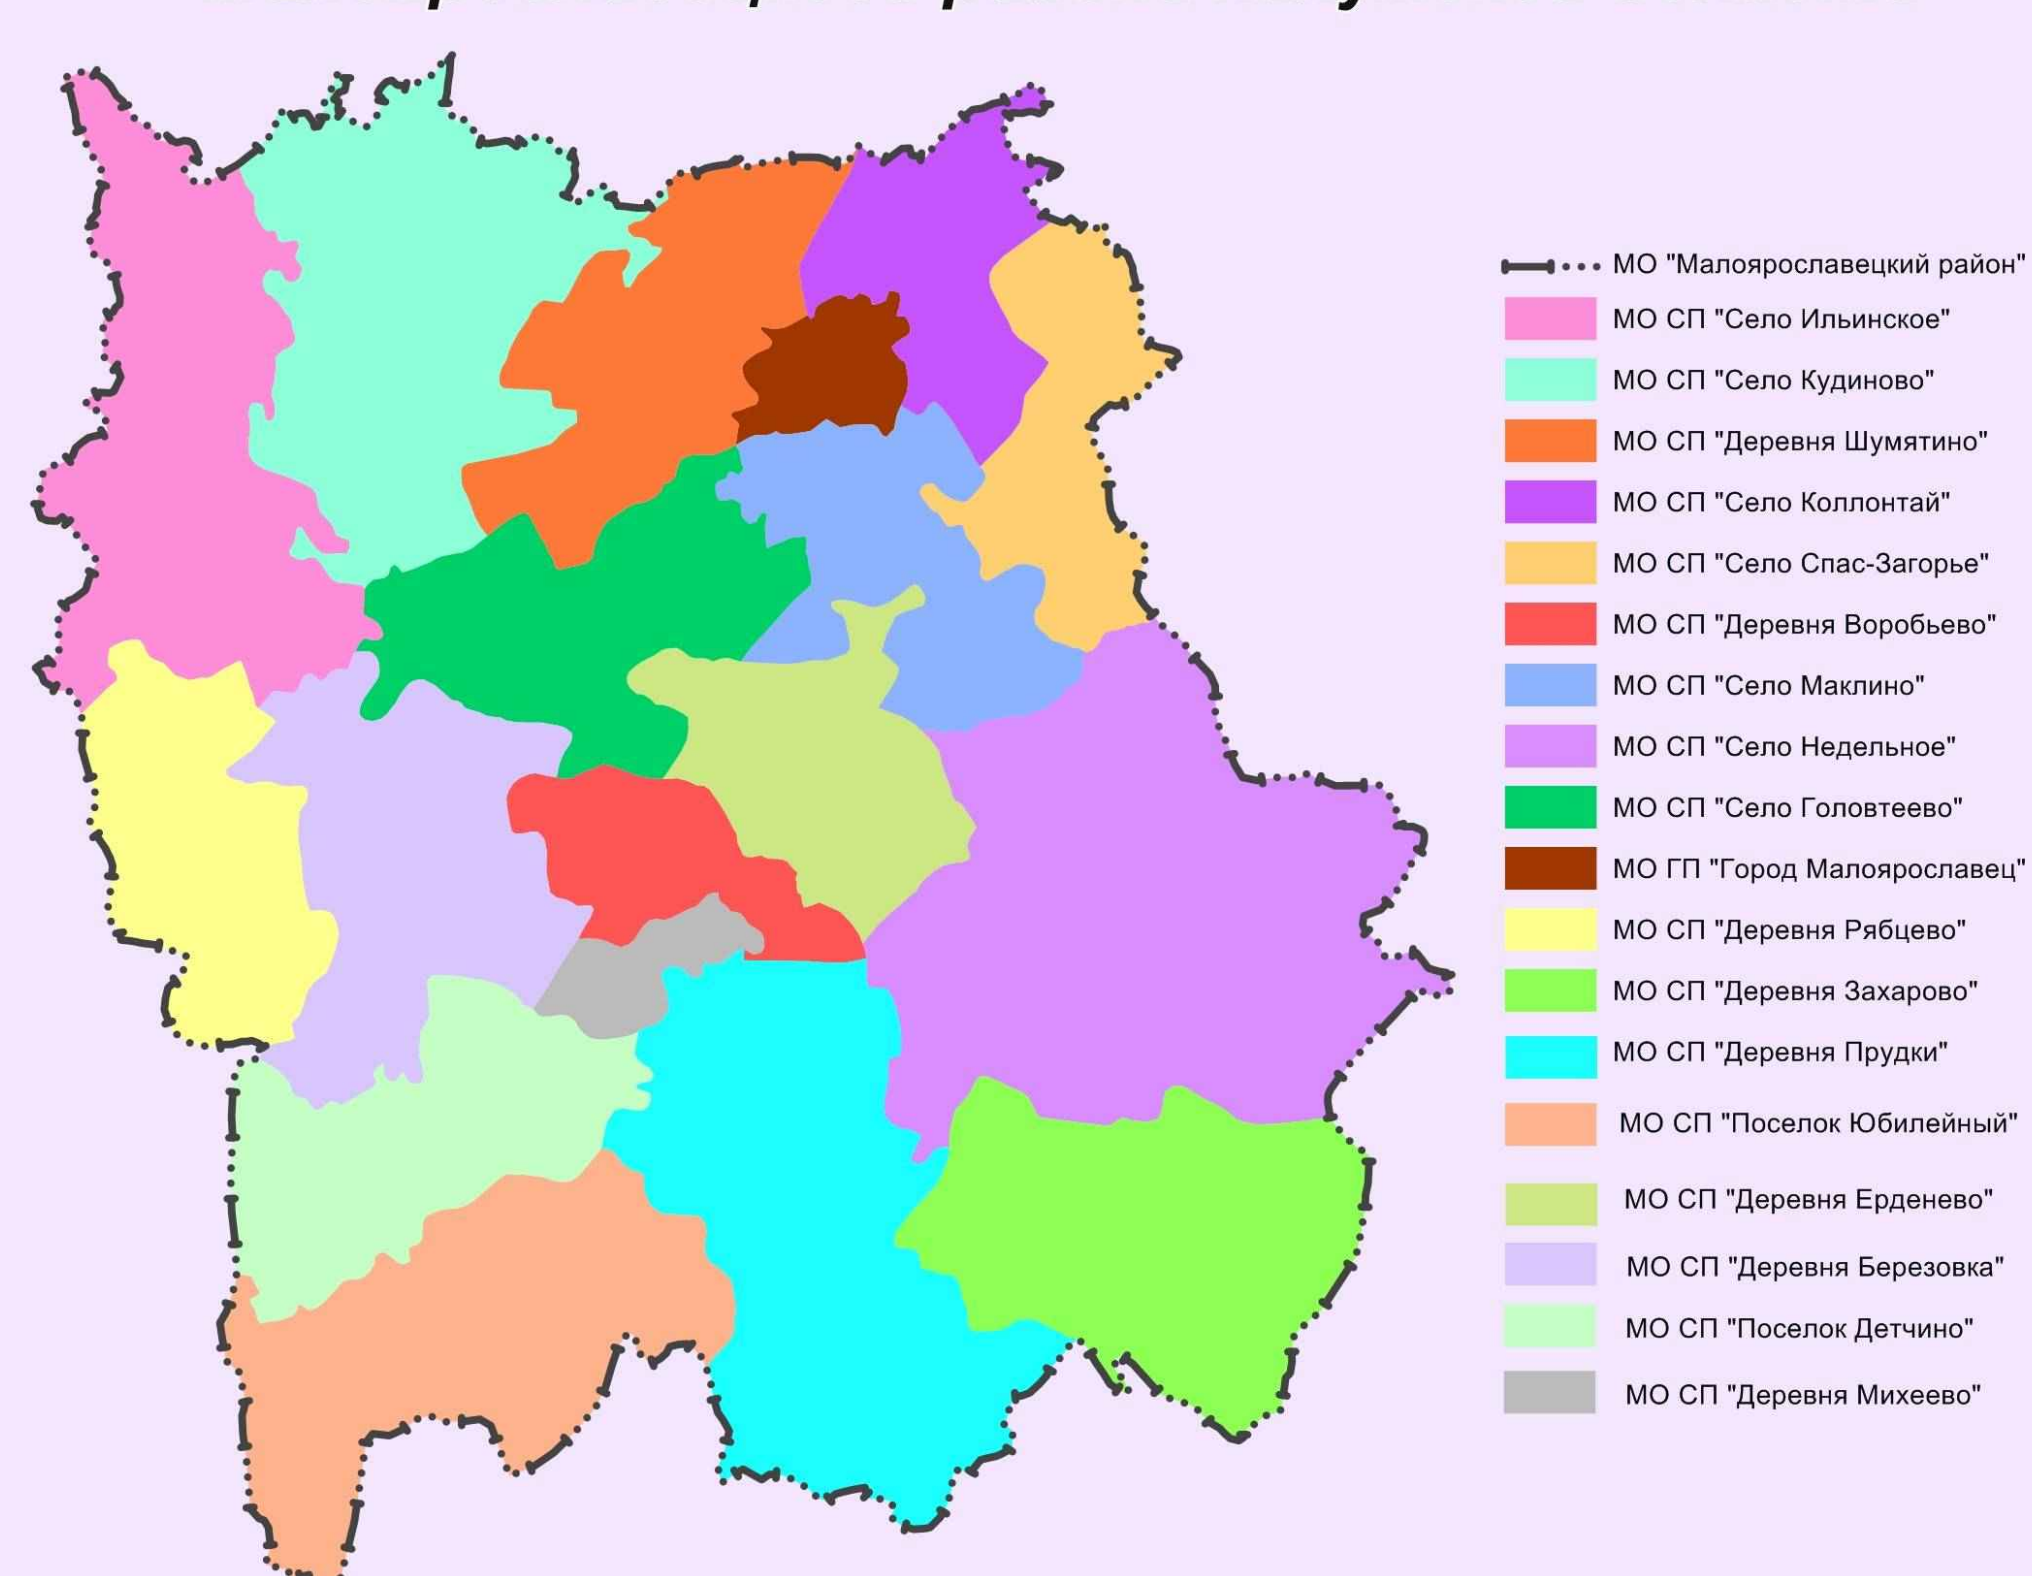 МО "Малоярославецкий район"
МО СП "Село Ильинское"
МО СП "Село Кудиново"
МО СП "Деревня Шумятино"
МО СП "Село Коллонтай"
МО СП "Село Спас-Загорье"
МО СП "Деревня Воробьево"
МО СП "Село Маклино"
МО СП "Село Недельное"
МО СП "Село Головтеево"
МО ГП "Город Малоярославец"
МО СП "Деревня Рябцево"
МО СП "Деревня Захарово"
МО СП "Деревня Прудки"
МО СП "Поселок Юбилейный"
МО СП "Деревня Ерденево"
МО СП "Деревня Березовка"
МО СП "Поселок Детчино"
МО СП "Деревня Михеево"